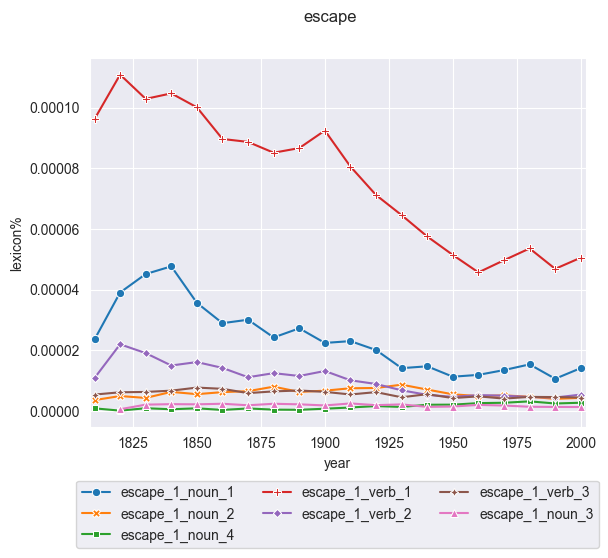 escape
0.00010
0.00008
0.00006
0.00004
0.00002
0.00000
lexicon%
1825 1850 1875 1900 1925 1950 1975 2000
year
escape_1_noun_1 escape_1_verb_1 escape_1_verb_3
escape_1_noun_2 escape_1_verb_2 escape_1_noun_3
escape_1_noun_4